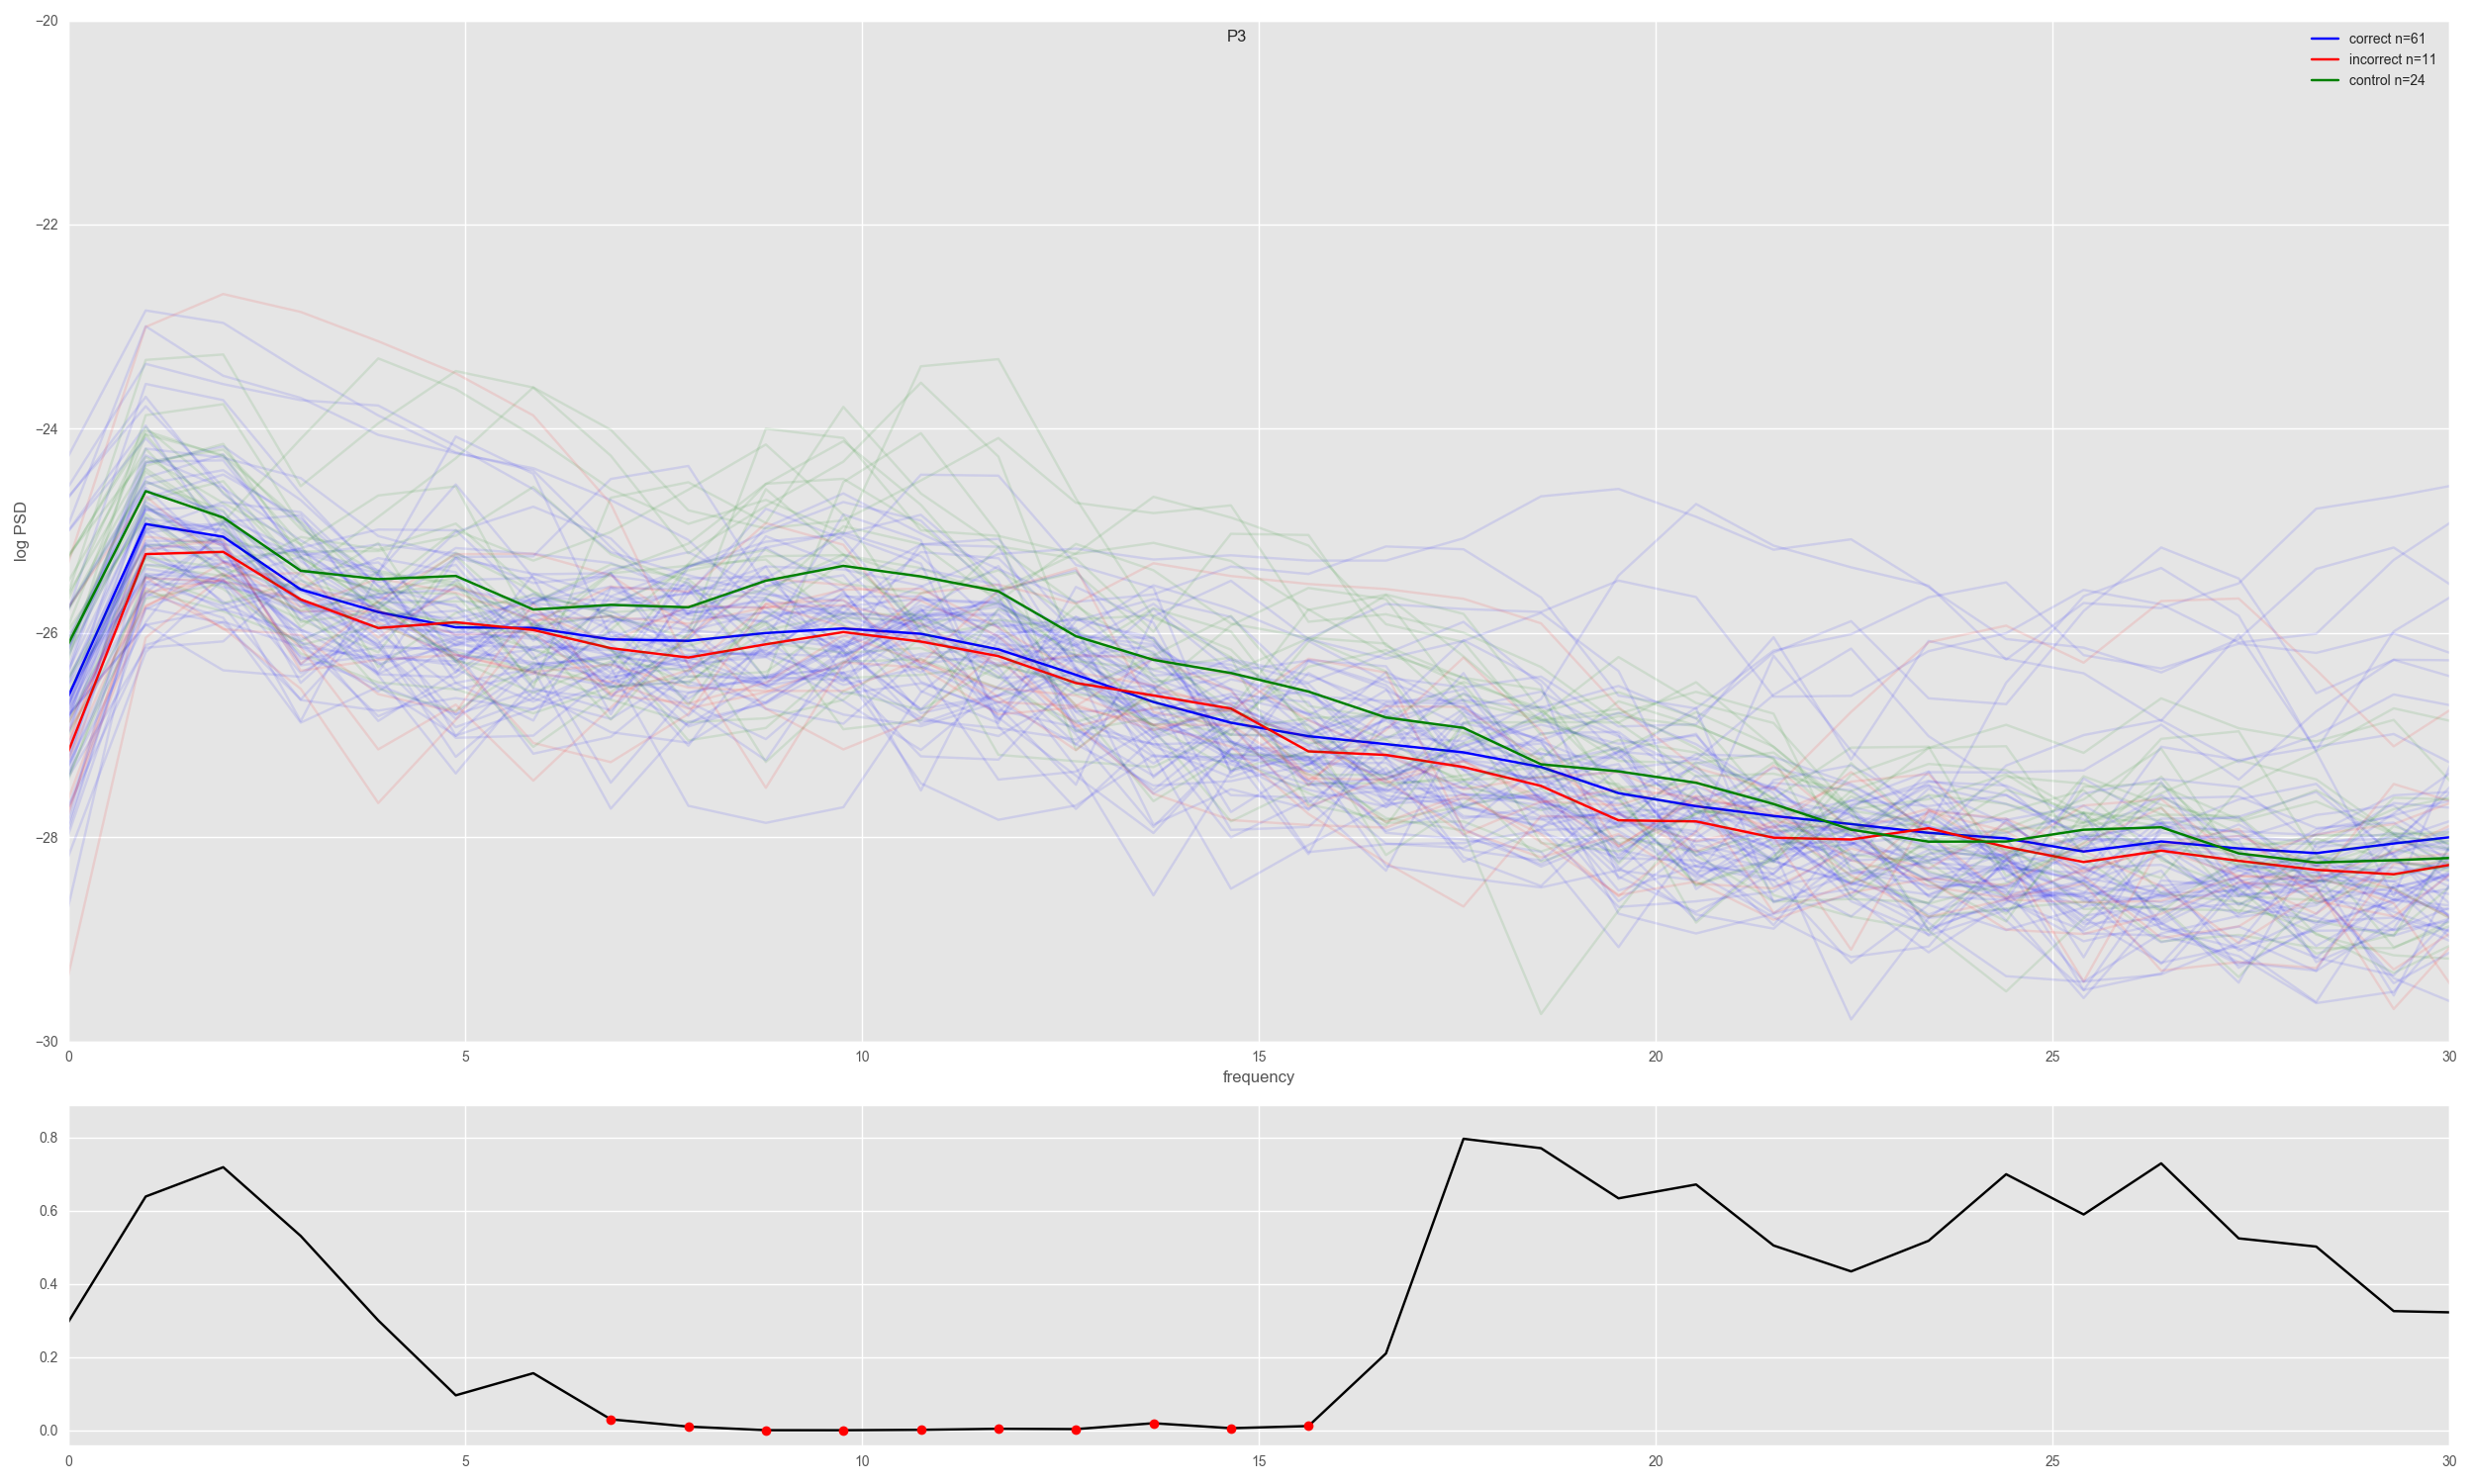 P3
correct n=61
incorrect n=11
control n=24
−20
−22
−24
−26
−28
−30
log PSD
0 5 10 15 20 25 30
frequency
0.8
0.6
0.4
0.2
0.0
0 5 10 15 20 25 30